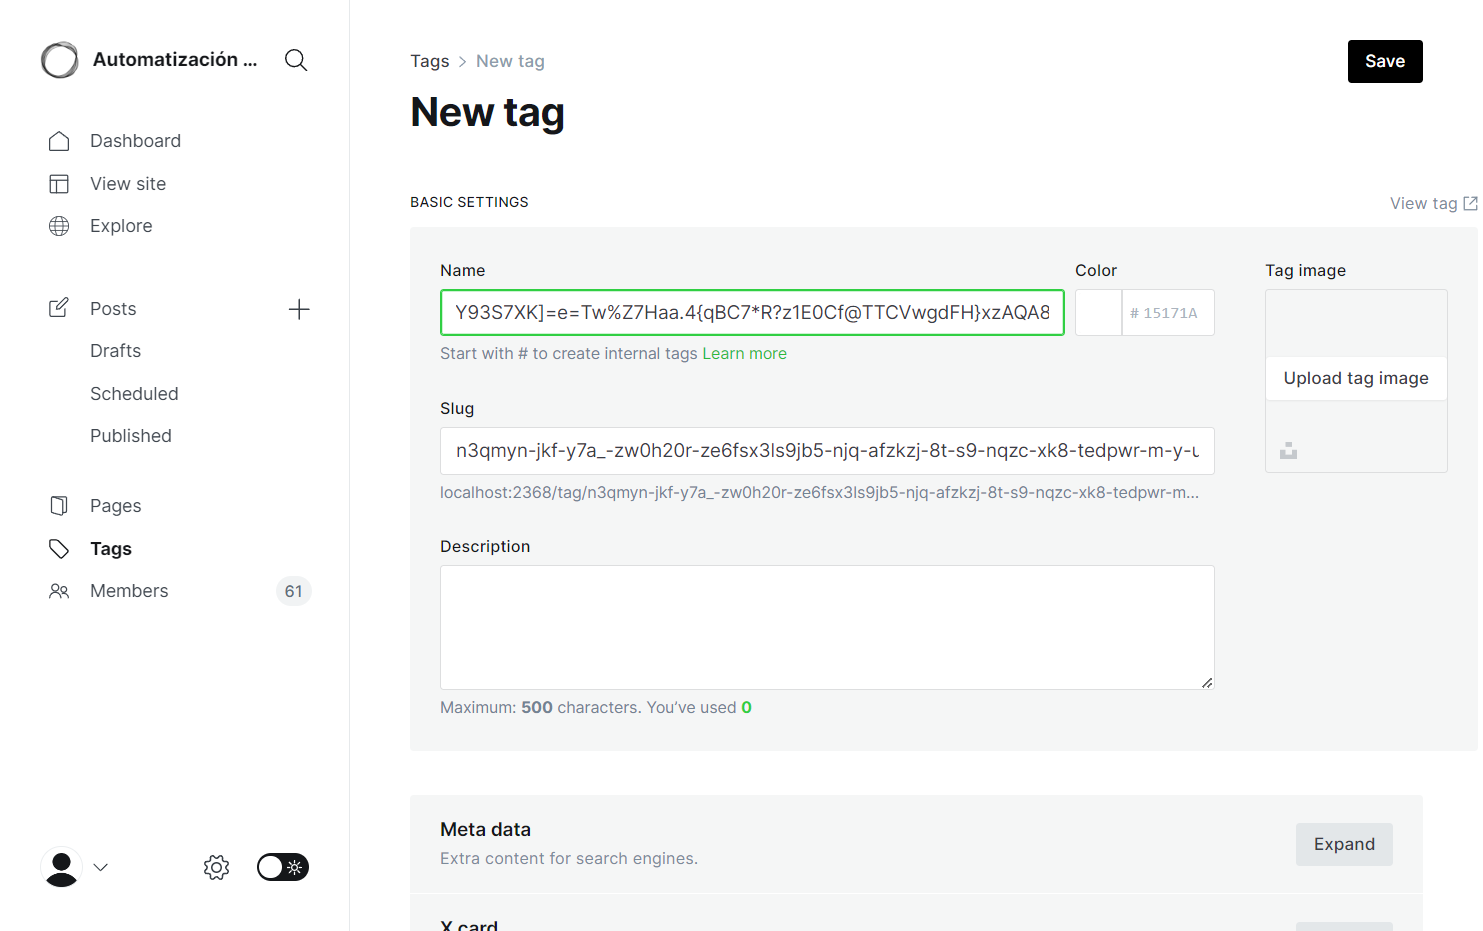 Automatización ...
Dashboard
View site
Explore
Posts
Drafts
Scheduled
Published
Pages
Tags
Members
61
Tags
New tag
Save
New tag
BASIC SETTINGS
View tag
Name
Y93S7XK]=e=Tw%Z7Haa.4{qBC7*R?z1E0Cf@TTCVwgdFH}xzAQA8
Start with # to create internal tags Learn more
Color
# 15171A
Tag image
Upload tag image
Slug
n3qmyn-jkf-y7a_-zw0h20r-ze6fsx3ls9jb5-njq-afzkzj-8t-s9-nqzc-xk8-tedpwr-m-y-u
localhost:2368/tag/n3qmyn-jkf-y7a_-zw0h20r-ze6fsx3ls9jb5-njq-afzkzj-8t-s9-nqzc-xk8-tedpwr-m...
Description
Maximum: 500 characters. You’ve used 0
Meta data
Extra content for search engines.
Expand
X card